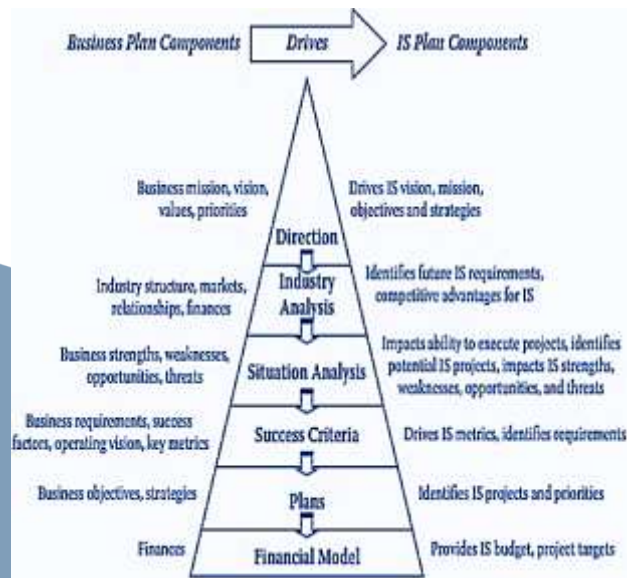 Business Plan Components
Drives
IS Plan Components
Business mission, vision,
values, priorities
Drives IS vision, mission,
objectives and strategies
Direction
Industry structure, markets,
relationships, finances
Industry
Analysis
Identifies future IS requirements,
competitive advantages for IS
Business strengths, weaknesses,
opportunities, threats
Situation Analysis
Impacts ability to execute projects, identifies
potential IS projects, impacts IS strengths,
weaknesses, opportunities, and threats
Business requirements, success
factors, operating vision, key metrics
Success Criteria
Drives IS metrics, identifies requirements
Business objectives, strategies
Plans
Identifies IS projects and priorities
Finances
Financial Model
Provides IS budget, project targets